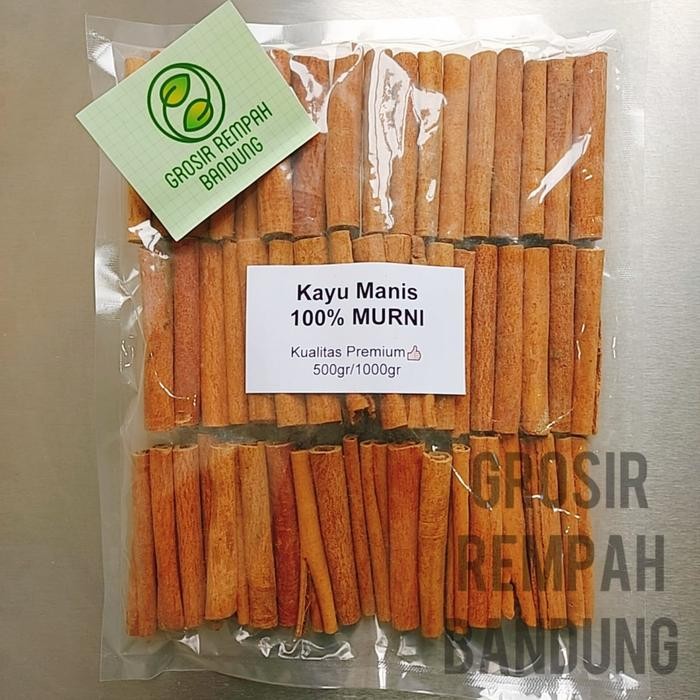 GROSIR REMPAH
BANDUNG
Kayu Manis
100% MURNI
Kualitas Premium👍
500gr/1000gr
GROSIR
REMPAH
BANDUNG